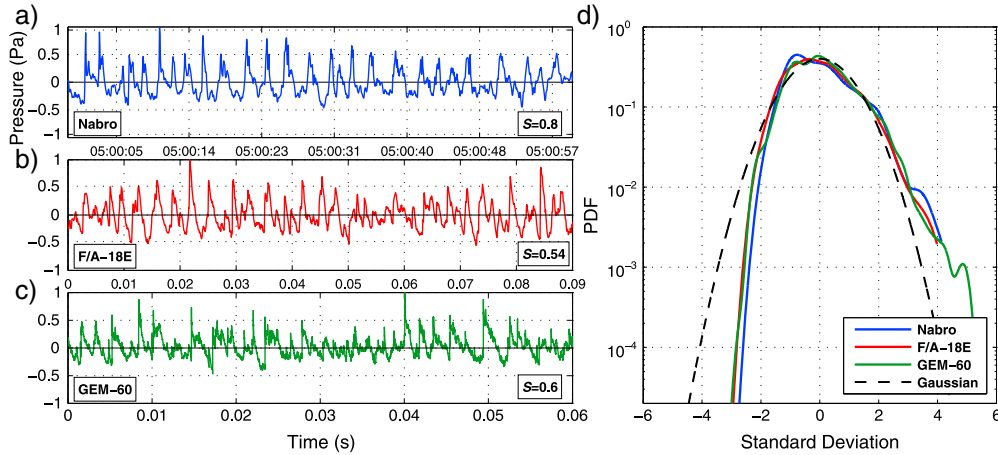 a)
Pressure (Pa)
1
0.5
0
−0.5
−1
Nabro
S=0.8
05:00:05 05:00:14 05:00:23 05:00:31 05:00:40 05:00:48 05:00:57
b)
1
0.5
0
−0.5
−1
F/A−18E
S=0.54
0 0.01 0.02 0.03 0.04 0.05 0.06 0.07 0.08 0.09
c)
1
0.5
0
−0.5
−1
GEM−60
S=0.6
0 0.01 0.02 0.03 0.04 0.05 0.06
Time (s)
d)
PDF
10⁰
10⁻¹
10⁻²
10⁻³
10⁻⁴
Nabro
F/A−18E
GEM−60
Gaussian
−6 −4 −2 0 2 4 6
Standard Deviation